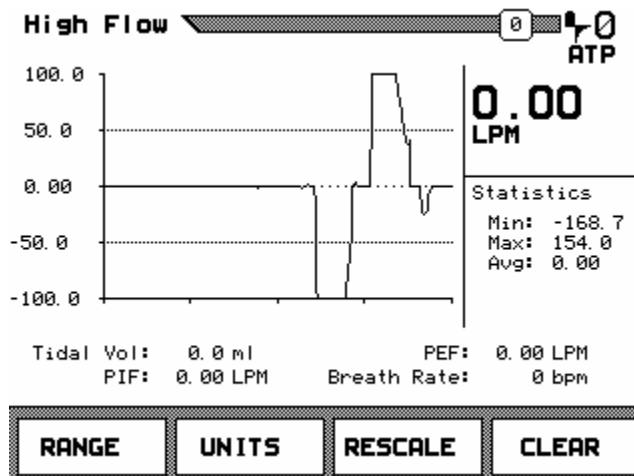 High Flow 0 0
ATP
100.0
50.0
0.00
-50.0
-100.0
0.00
LPM
Statistics
Min: -168.7
Max: 154.0
Avg: 0.00
Tidal Vol: 0.0 ml PEF: 0.00 LPM
PIF: 0.00 LPM Breath Rate: 0 bpm
RANGE UNITS RESCALE CLEAR